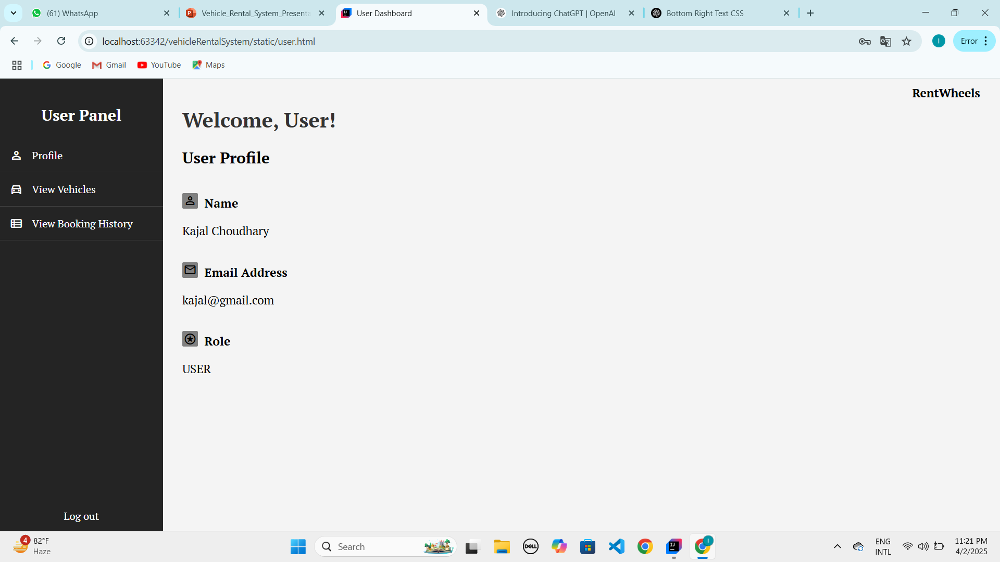 (61) WhatsApp
Vehicle_Rental_System_Presenta
User Dashboard
Introducing ChatGPT | OpenAI
Bottom Right Text CSS
localhost:63342/vehicleRentalSystem/static/user.html
I
Error
Google
Gmail
YouTube
Maps
RentWheels
User Panel
Profile
View Vehicles
View Booking History
Log out
Welcome, User!
User Profile
Name
Kajal Choudhary
Email Address
kajal@gmail.com
Role
USER
4
82°F
Haze
Search
DELL
I
ENG
INTL
11:21 PM
4/2/2025